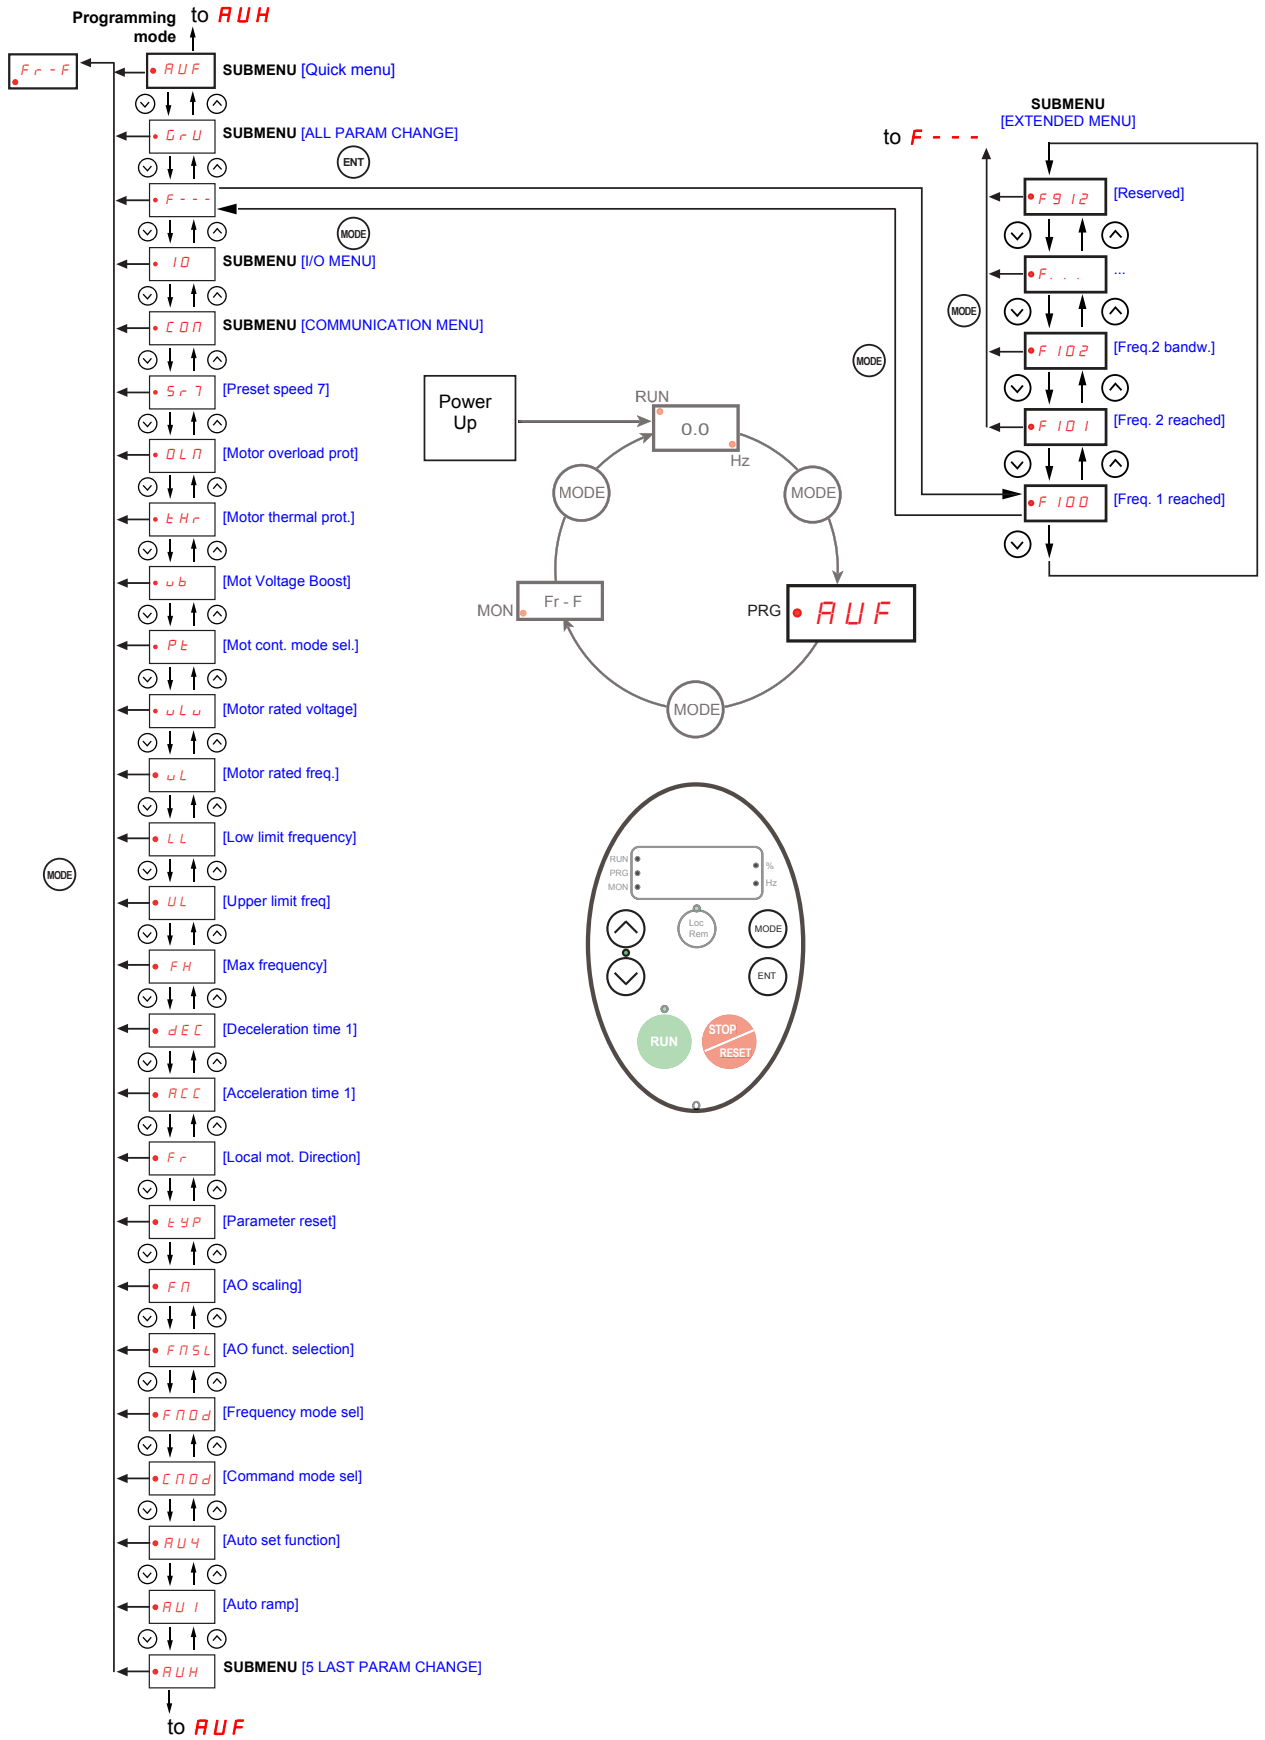 Programming mode
to AUH
Fr-F
AUF SUBMENU [Quick menu]
GrU SUBMENU [ALL PARAM CHANGE]
ENT
F---
MODE
IO SUBMENU [I/O MENU]
CON SUBMENU [COMMUNICATION MENU]
Sr7 [Preset speed 7]
OLN [Motor overload prot]
tHr [Motor thermal prot.]
ub [Mot Voltage Boost]
Pt [Mot cont. mode sel.]
uLu [Motor rated voltage]
uL [Motor rated freq.]
LL [Low limit frequency]
MODE
UL [Upper limit freq]
FH [Max frequency]
dEC [Deceleration time 1]
ACC [Acceleration time 1]
Fr [Local mot. Direction]
tyP [Parameter reset]
FN [AO scaling]
FNSL [AO funct. selection]
FNOd [Frequency mode sel]
CNOd [Command mode sel]
AU4 [Auto set function]
AU1 [Auto ramp]
AUH SUBMENU [5 LAST PARAM CHANGE]
to AUF
SUBMENU
[EXTENDED MENU]
to F---
F912 [Reserved]
F... ...
MODE
F102 [Freq.2 bandw.]
MODE
F101 [Freq. 2 reached]
F100 [Freq. 1 reached]
Power Up
RUN
0.0
Hz
MODE
MODE
MON
Fr - F
PRG
AUF
MODE
RUN
PRG
MON
%
Hz
Loc
Rem
MODE
ENT
RUN
STOP
RESET